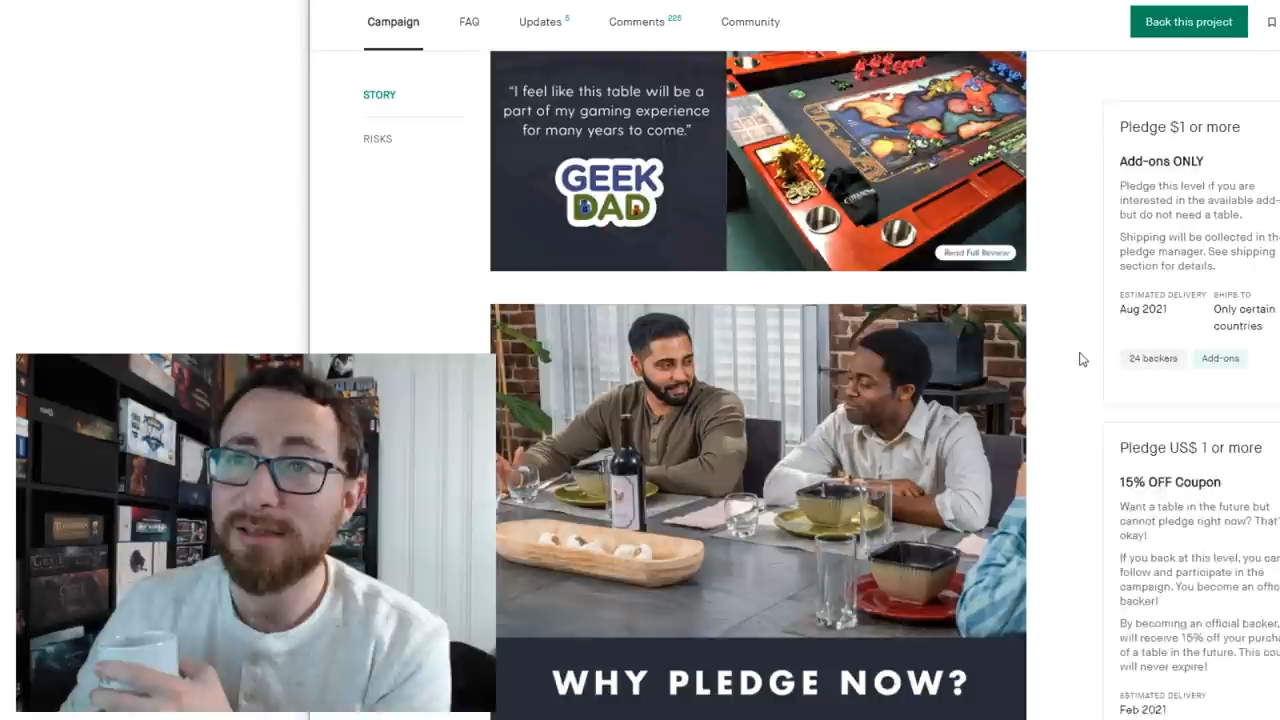 Campaign
FAQ
Updates 5
Comments 226
Community
Back this project
STORY
RISKS
"I feel like this table will be a
part of my gaming experience
for many years to come."
GEEK
DAD
Read Full Review
WHY PLEDGE NOW?
Pledge $1 or more
Add-ons ONLY
Pledge this level if you are
interested in the available add-
but do not need a table.
Shipping will be collected in the
pledge manager. See shipping
section for details.
ESTIMATED DELIVERY SHIPS TO
Aug 2021 Only certain
countries
24 backers Add-ons
Pledge US$ 1 or more
15% OFF Coupon
Want a table in the future but
cannot pledge right now? That'
okay!
If you back at this level, you can
follow and participate in the
campaign. You become an offic
backer!
By becoming an official backer,
will receive 15% off your purcha
of a table in the future. This cou
will never expire!
ESTIMATED DELIVERY
Feb 2021